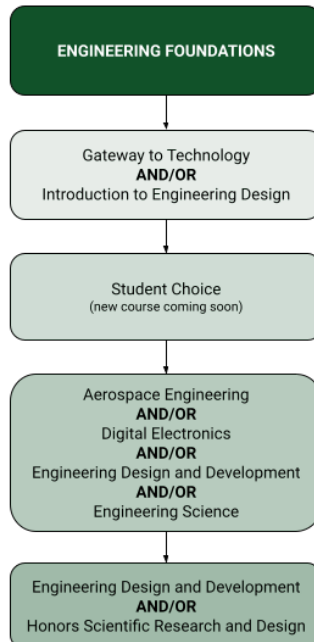 ENGINEERING FOUNDATIONS
Gateway to Technology
AND/OR
Introduction to Engineering Design
Student Choice
(new course coming soon)
Aerospace Engineering
AND/OR
Digital Electronics
AND/OR
Engineering Design and Development
AND/OR
Engineering Science
Engineering Design and Development
AND/OR
Honors Scientific Research and Design